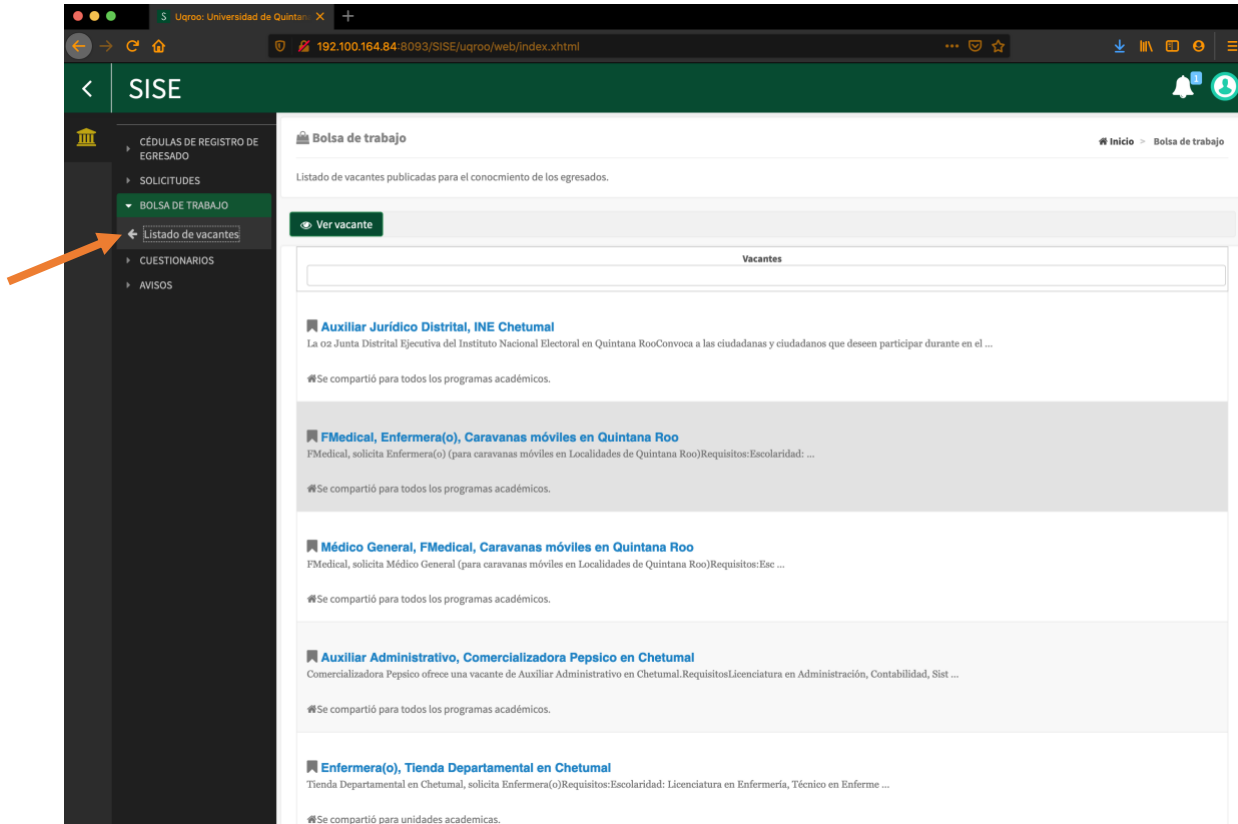 S Uqroo: Universidad de Quintan
192.100.164.84:8093/SISE/uqroo/web/index.xhtml
SISE
1
CÉDULAS DE REGISTRO DE
EGRESADO
SOLICITUDES
BOLSA DE TRABAJO
Listado de vacantes
CUESTIONARIOS
AVISOS
Bolsa de trabajo
Inicio > Bolsa de trabajo
Listado de vacantes publicadas para el conocmiento de los egresados.
Ver vacante
Vacantes
Auxiliar Jurídico Distrital, INE Chetumal
La 02 Junta Distrital Ejecutiva del Instituto Nacional Electoral en Quintana RooConvoca a las ciudadanas y ciudadanos que deseen participar durante en el ...
Se compartió para todos los programas académicos.
FMedical, Enfermera(o), Caravanas móviles en Quintana Roo
FMedical, solicita Enfermera(o) (para caravanas móviles en Localidades de Quintana Roo)Requisitos:Escolaridad: ...
Se compartió para todos los programas académicos.
Médico General, FMedical, Caravanas móviles en Quintana Roo
FMedical, solicita Médico General (para caravanas móviles en Localidades de Quintana Roo)Requisitos:Esc ...
Se compartió para todos los programas académicos.
Auxiliar Administrativo, Comercializadora Pepsico en Chetumal
Comercializadora Pepsico ofrece una vacante de Auxiliar Administrativo en Chetumal.RequisitosLicenciatura en Administración, Contabilidad, Sist ...
Se compartió para todos los programas académicos.
Enfermera(o), Tienda Departamental en Chetumal
Tienda Departamental en Chetumal, solicita Enfermera(o)Requisitos:Escolaridad: Licenciatura en Enfermería, Técnico en Enferme ...
Se compartió para unidades academicas.